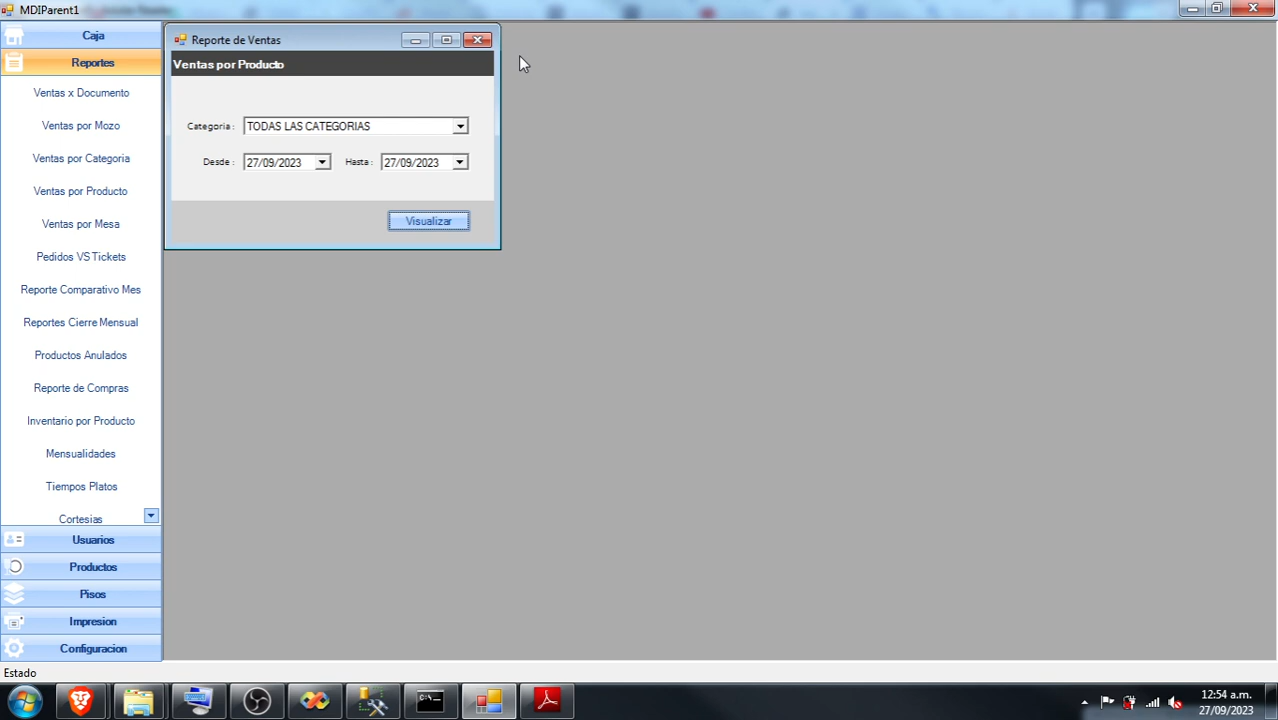 MDIParent1
Caja
Reportes
Ventas x Documento
Ventas por Mozo
Ventas por Categoria
Ventas por Producto
Ventas por Mesa
Pedidos VS Tickets
Reporte Comparativo Mes
Reportes Cierre Mensual
Productos Anulados
Reporte de Compras
Inventario por Producto
Mensualidades
Tiempos Platos
Cortesias
Usuarios
Productos
Pisos
Impresion
Configuracion
Reporte de Ventas
Ventas por Producto
Categoria : TODAS LAS CATEGORIAS
Desde : 27/09/2023 Hasta : 27/09/2023
Visualizar
Estado
C:\_
12:54 a.m.
27/09/2023